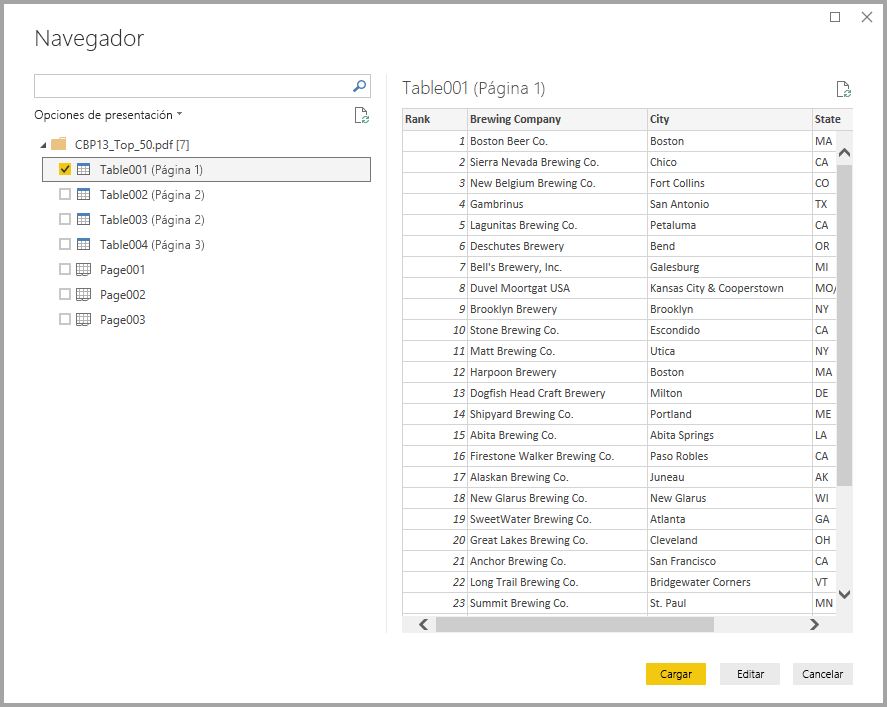 Navegador
Opciones de presentación
CBP13_Top_50.pdf [7]
Table001 (Página 1)
Table002 (Página 2)
Table003 (Página 2)
Table004 (Página 3)
Page001
Page002
Page003
Table001 (Página 1)
Rank Brewing Company City State
1 Boston Beer Co. Boston MA
2 Sierra Nevada Brewing Co. Chico CA
3 New Belgium Brewing Co. Fort Collins CO
4 Gambrinus San Antonio TX
5 Lagunitas Brewing Co. Petaluma CA
6 Deschutes Brewery Bend OR
7 Bell's Brewery, Inc. Galesburg MI
8 Duvel Moortgat USA Kansas City & Cooperstown MO/
9 Brooklyn Brewery Brooklyn NY
10 Stone Brewing Co. Escondido CA
11 Matt Brewing Co. Utica NY
12 Harpoon Brewery Boston MA
13 Dogfish Head Craft Brewery Milton DE
14 Shipyard Brewing Co. Portland ME
15 Abita Brewing Co. Abita Springs LA
16 Firestone Walker Brewing Co. Paso Robles CA
17 Alaskan Brewing Co. Juneau AK
18 New Glarus Brewing Co. New Glarus WI
19 SweetWater Brewing Co. Atlanta GA
20 Great Lakes Brewing Co. Cleveland OH
21 Anchor Brewing Co. San Francisco CA
22 Long Trail Brewing Co. Bridgewater Corners VT
23 Summit Brewing Co. St. Paul MN
Cargar Editar Cancelar